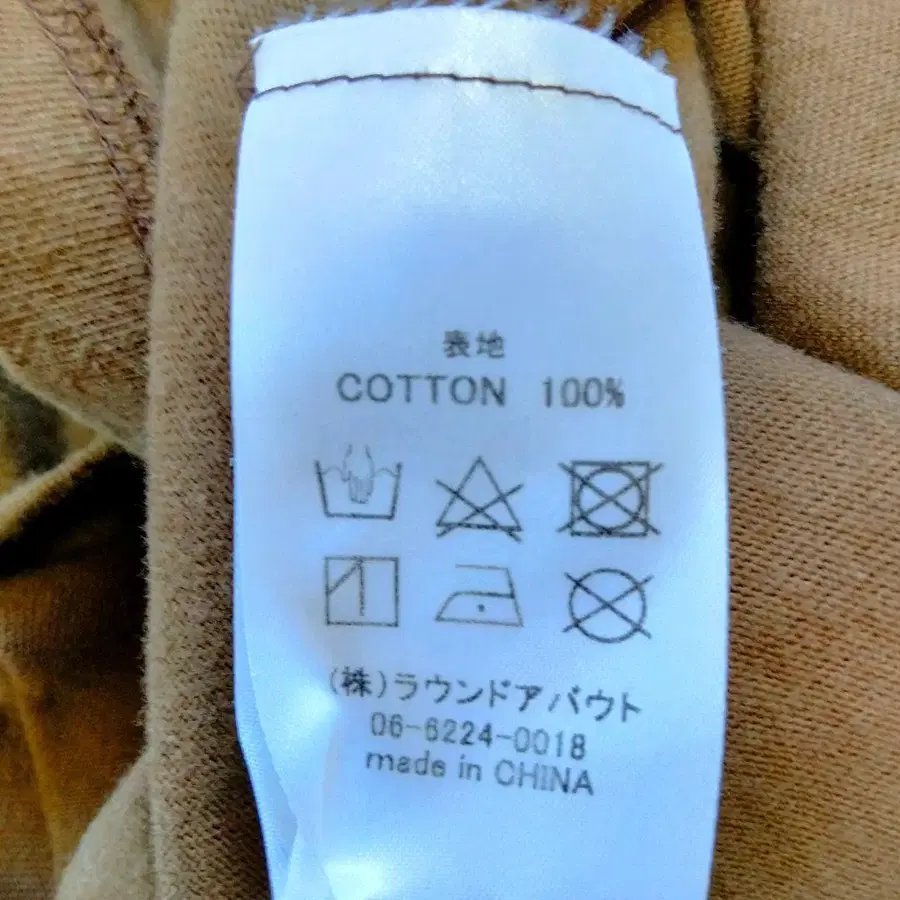 表地
COTTON 100%
(株)ラウンドアバウト
06-6224-0018
made in CHINA